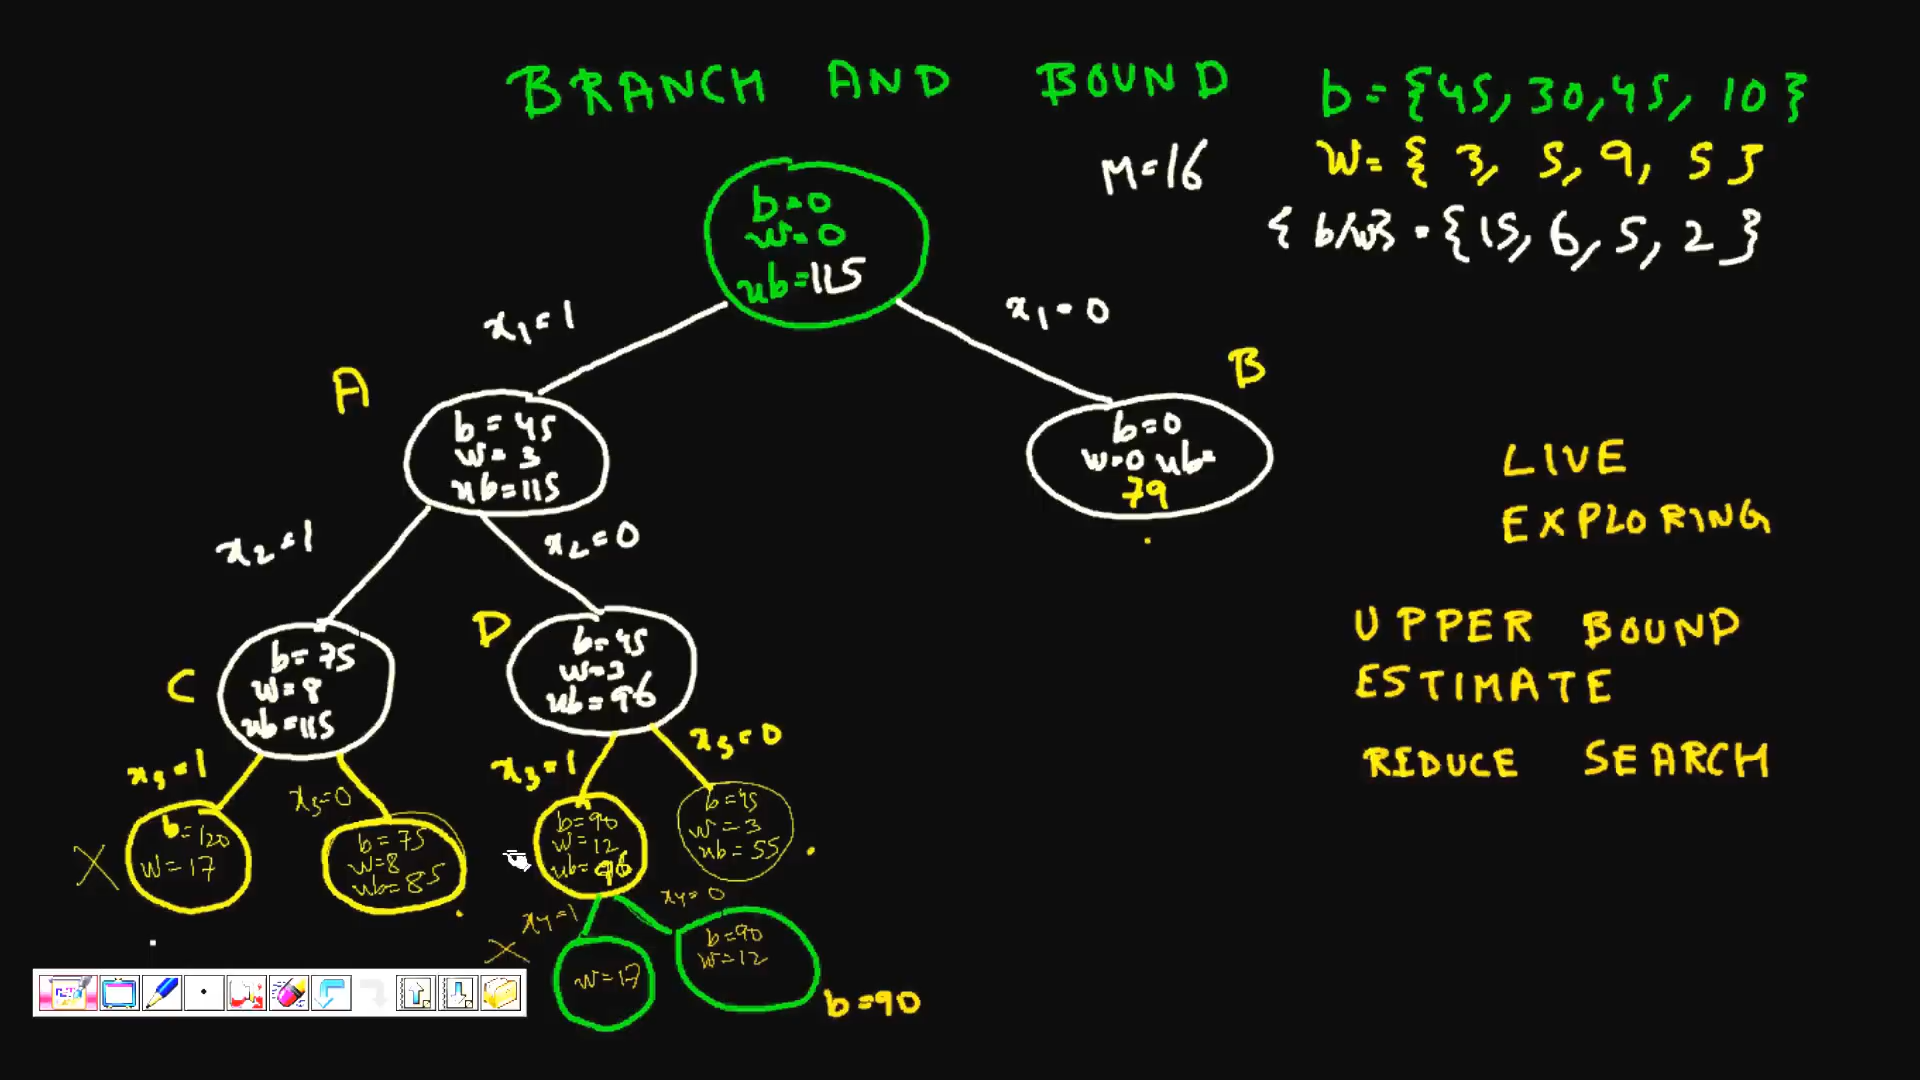 BRANCH AND BOUND
b = {45, 30, 45, 10}
M=16
w= { 3, 5, 9, 5 }
{ b/w} = {15, 6, 5, 2 }
b=0
w=0
ub=115
x1=1
x1=0
A
B
b=45
w=3
ub=115
b=0
w=0 ub=
79
LIVE
EXPLORING
x2=1
x2=0
C
D
b=75
w=8
ub=115
b=45
w=3
ub=96
UPPER BOUND
ESTIMATE
REDUCE SEARCH
x3=1
x3=0
x3=1
x3=0
X
b=120
w=17
b=75
w=8
ub=85
b=90
w=12
ub=96
b=45
w=3
ub=55
x4=1
x4=0
X
w=17
b=90
w=12
b=90